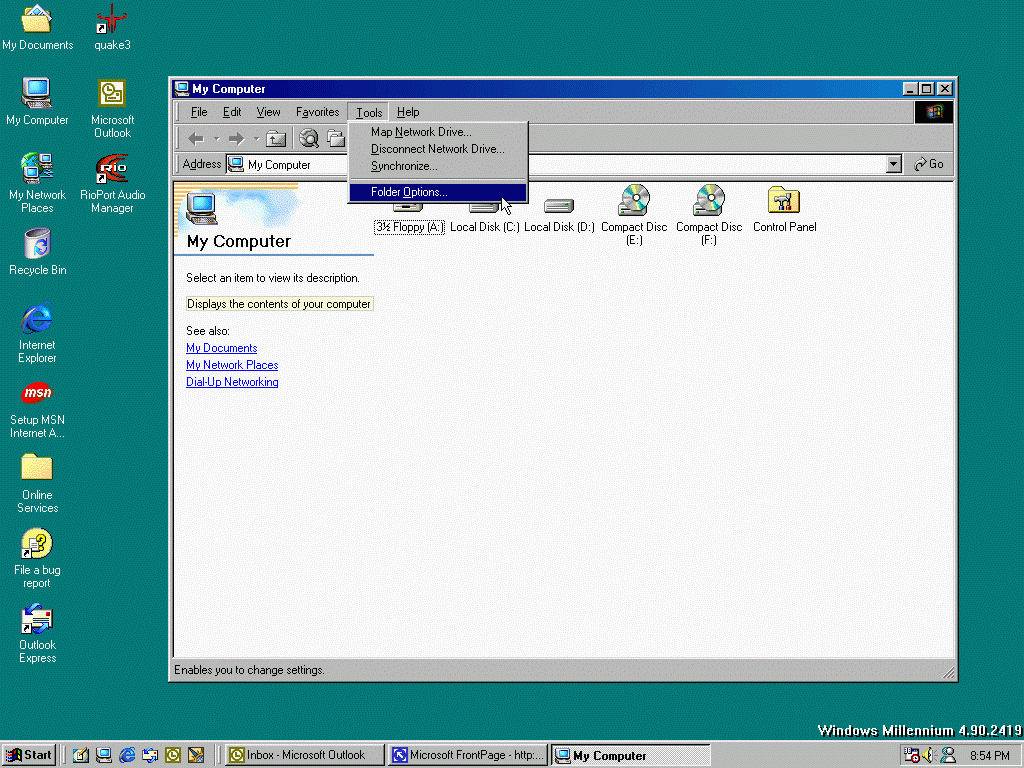 My Documents
quake3
My Computer
Microsoft
Outlook
My Network
Places
RioPort Audio
Manager
Rio
Recycle Bin
Internet
Explorer
msn
Setup MSN
Internet A...
Online
Services
File a bug
report
Outlook
Express
My Computer
File Edit View Favorites Tools Help
Map Network Drive...
Disconnect Network Drive...
Synchronize...
Folder Options...
Address My Computer Go
My Computer
Select an item to view its description.
Displays the contents of your computer
See also:
My Documents
My Network Places
Dial-Up Networking
3½ Floppy (A:)
Local Disk (C:)
Local Disk (D:)
Compact Disc
(E:)
Compact Disc
(F:)
Control Panel
Enables you to change settings.
Windows Millennium 4.90.2419
Start
Inbox - Microsoft Outlook
Microsoft FrontPage - http:...
My Computer
8:54 PM